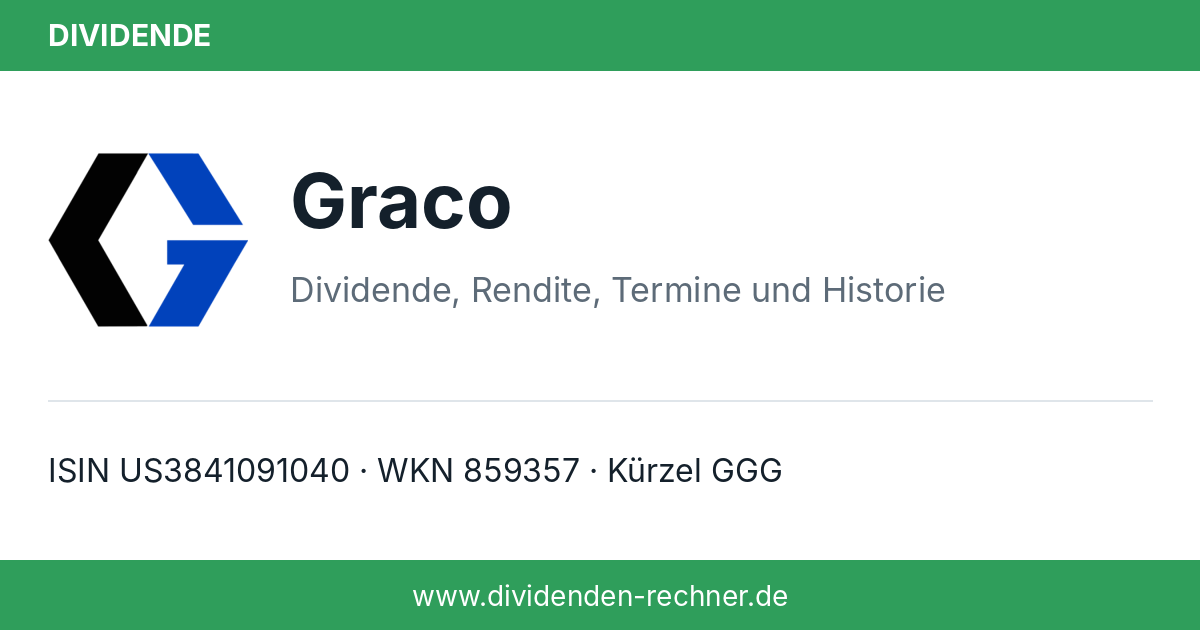 DIVIDENDE
Graco
Dividende, Rendite, Termine und Historie
ISIN US3841091040 · WKN 859357 · Kürzel GGG
www.dividenden-rechner.de